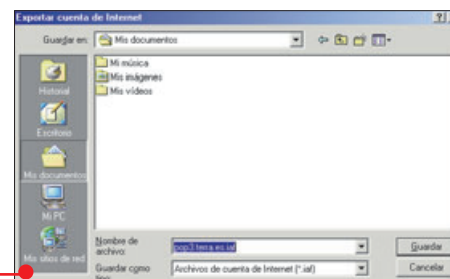 Exportar cuenta de Internet
Guardar en: Mis documentos
Mi música
Mis imágenes
Mis vídeos
Historial
Escritorio
Mis documentos
Mi PC
Mis sitios de red
Nombre de archivo: pop3.terra.es.iaf
Guardar
Guardar como tipo: Archivos de cuenta de Internet (*.iaf)
Cancelar